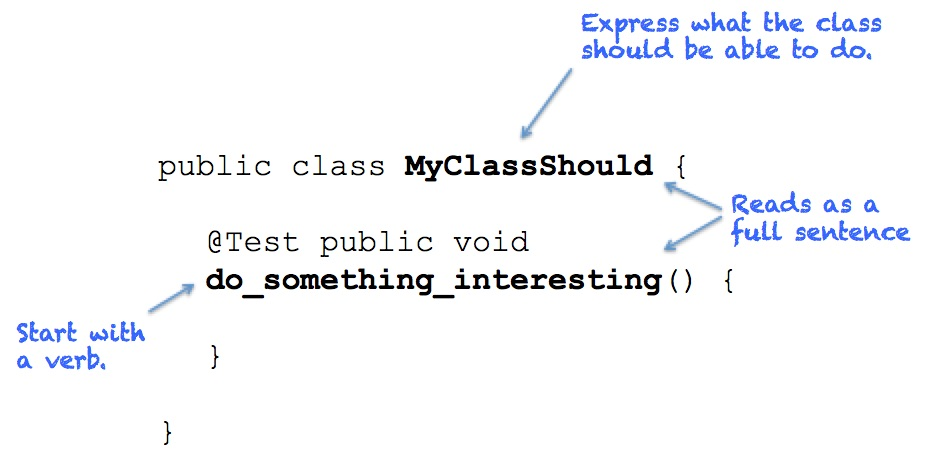 Express what the class
should be able to do.
public class MyClassShould {
Reads as a
full sentence
@Test public void
do_something_interesting() {
Start with
a verb.
}
}